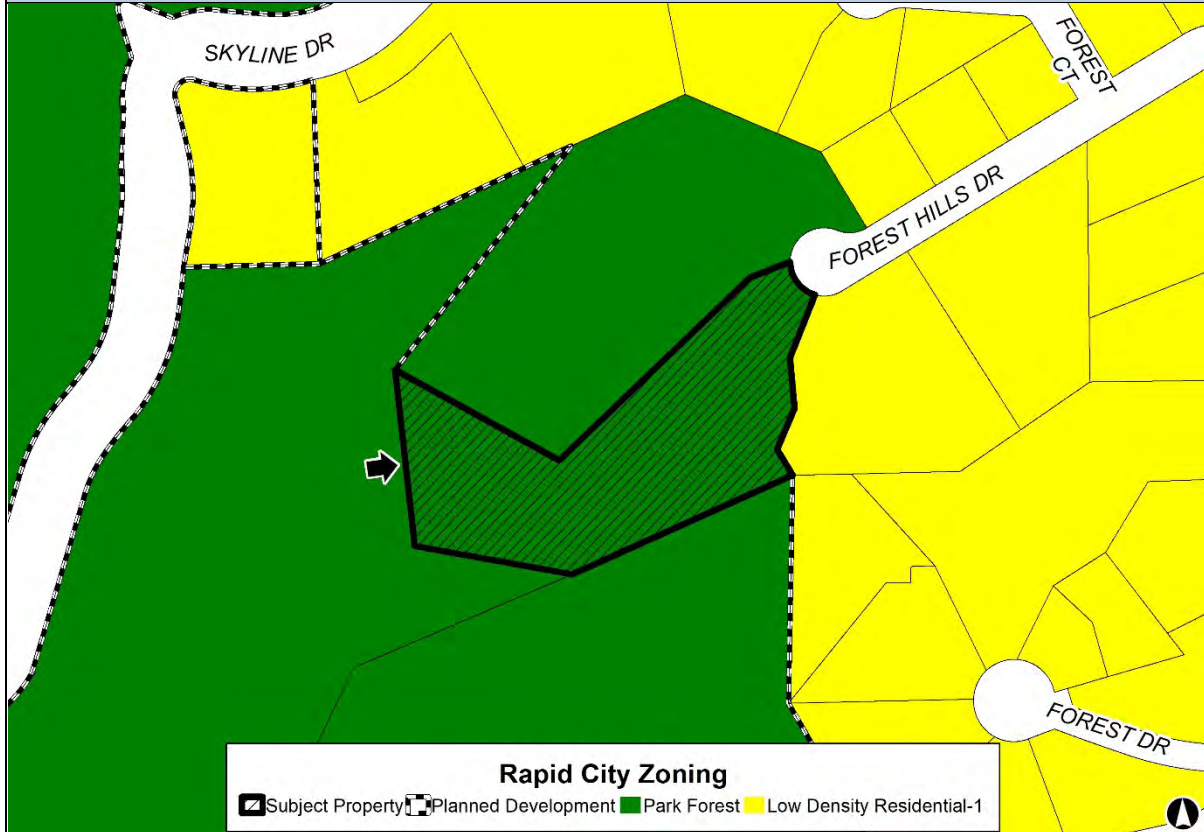 SKYLINE DR
FOREST
CT
FOREST HILLS DR
FOREST DR
Rapid City Zoning
Subject Property Planned Development Park Forest Low Density Residential-1